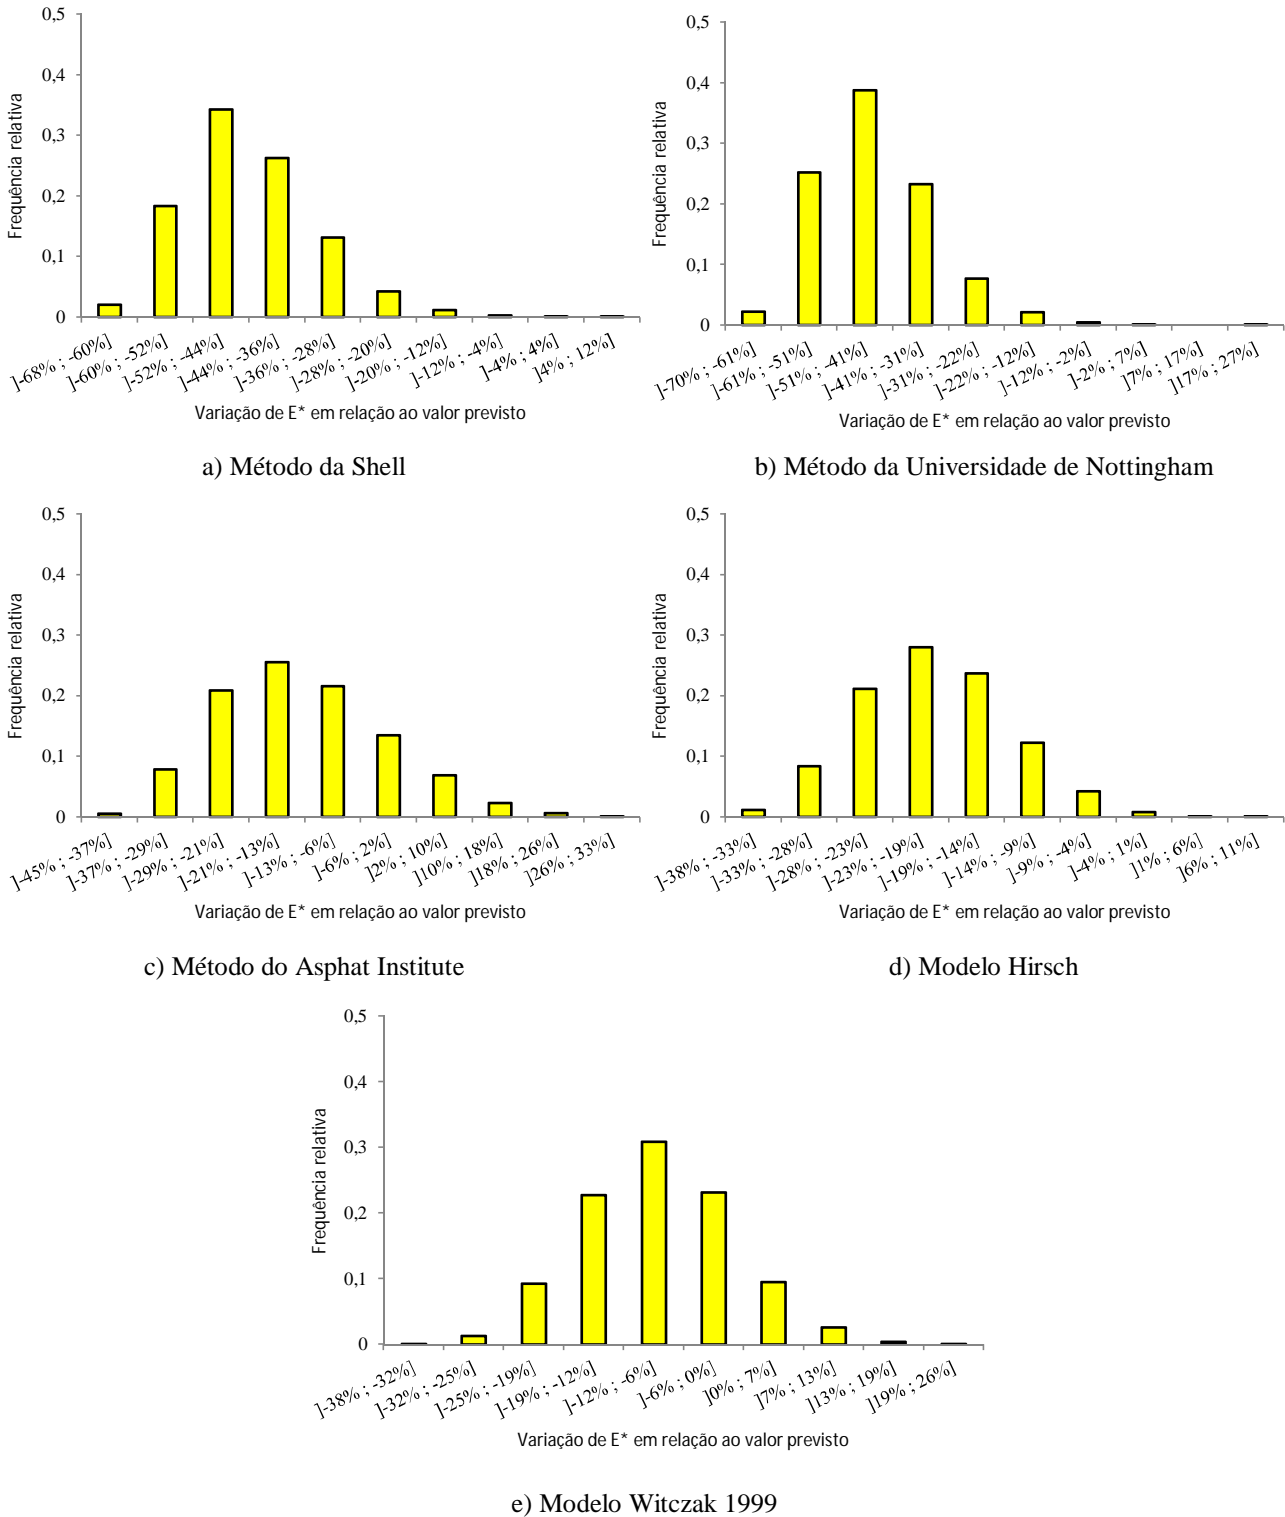 0,5
0,4
0,3
0,2
0,1
0
Frequência relativa
]-68% ; -60%]
]-60% ; -52%]
]-52% ; -44%]
]-44% ; -36%]
]-36% ; -28%]
]-28% ; -20%]
]-20% ; -12%]
]-12% ; -4%]
]-4% ; 4%]
]4% ; 12%]
Variação de E* em relação ao valor previsto
a) Método da Shell
0,5
0,4
0,3
0,2
0,1
0
Frequência relativa
]-70% ; -61%]
]-61% ; -51%]
]-51% ; -41%]
]-41% ; -31%]
]-31% ; -22%]
]-22% ; -12%]
]-12% ; -2%]
]-2% ; 7%]
]7% ; 17%]
]17% ; 27%]
Variação de E* em relação ao valor previsto
b) Método da Universidade de Nottingham
0,5
0,4
0,3
0,2
0,1
0
Frequência relativa
]-45% ; -37%]
]-37% ; -29%]
]-29% ; -21%]
]-21% ; -13%]
]-13% ; -6%]
]-6% ; 2%]
]2% ; 10%]
]10% ; 18%]
]18% ; 26%]
]26% ; 33%]
Variação de E* em relação ao valor previsto
c) Método do Asphat Institute
0,5
0,4
0,3
0,2
0,1
0
Frequência relativa
]-38% ; -33%]
]-33% ; -28%]
]-28% ; -23%]
]-23% ; -19%]
]-19% ; -14%]
]-14% ; -9%]
]-9% ; -4%]
]-4% ; 1%]
]1% ; 6%]
]6% ; 11%]
Variação de E* em relação ao valor previsto
d) Modelo Hirsch
0,5
0,4
0,3
0,2
0,1
0
Frequência relativa
]-38% ; -32%]
]-32% ; -25%]
]-25% ; -19%]
]-19% ; -12%]
]-12% ; -6%]
]-6% ; 0%]
]0% ; 7%]
]7% ; 13%]
]13% ; 19%]
]19% ; 26%]
Variação de E* em relação ao valor previsto
e) Modelo Witczak 1999